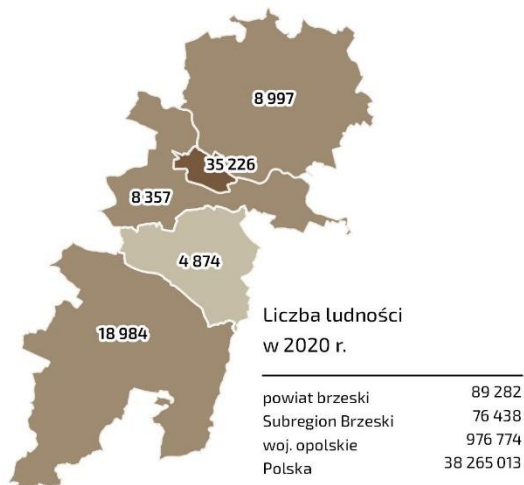 8 997
35 226
8 357
4 874
18 984
Liczba ludności
w 2020 r.
powiat brzeski 89 282
Subregion Brzeski 76 438
woj. opolskie 976 774
Polska 38 265 013